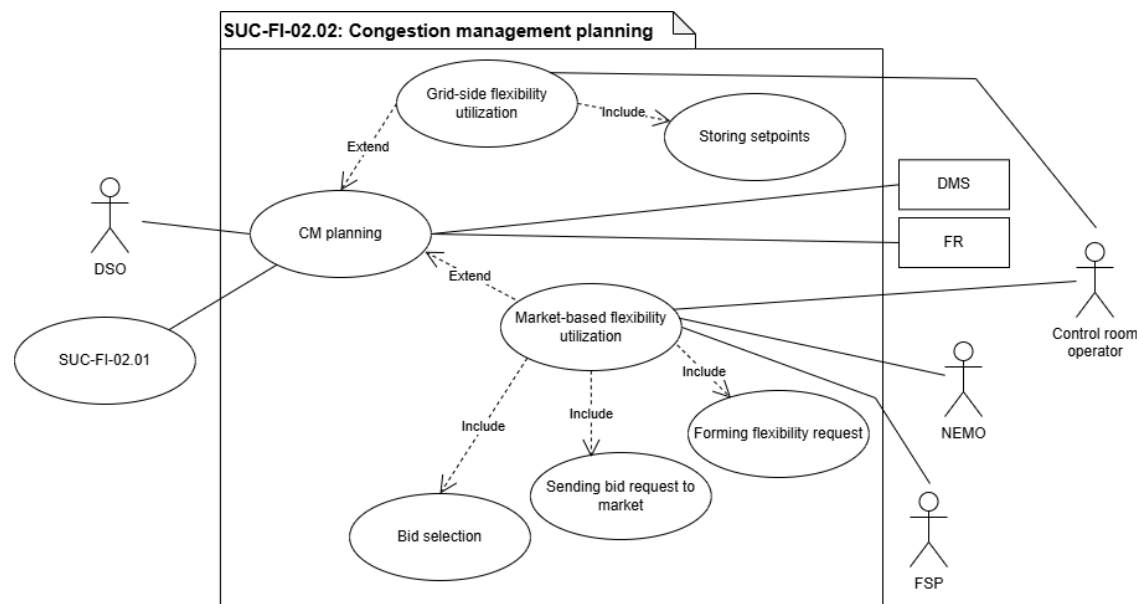 SUC-FI-02.02: Congestion management planning
Grid-side flexibility
utilization
Include
Storing setpoints
Extend
DMS
CM planning
FR
DSO
Extend
Market-based flexibility
utilization
Control room
operator
SUC-FI-02.01
Include
NEMO
Include
Include
Forming flexibility request
Sending bid request to
market
Bid selection
FSP